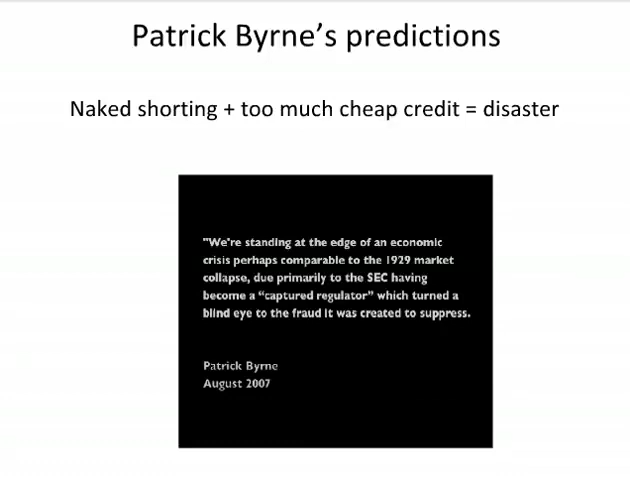 Patrick Byrne’s predictions
Naked shorting + too much cheap credit = disaster
"We're standing at the edge of an economic
crisis perhaps comparable to the 1929 market
collapse, due primarily to the SEC having
become a “captured regulator” which turned a
blind eye to the fraud it was created to suppress.
Patrick Byrne
August 2007